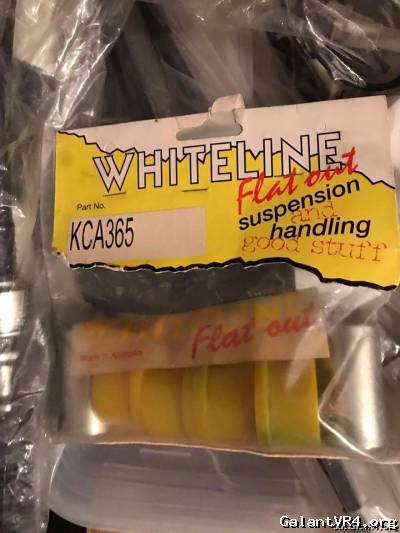 WHITELINE
Flat out
suspension
and
handling
good stuff
Part No.
KCA365
Flat out
Made in Australia
GalantVR4.org